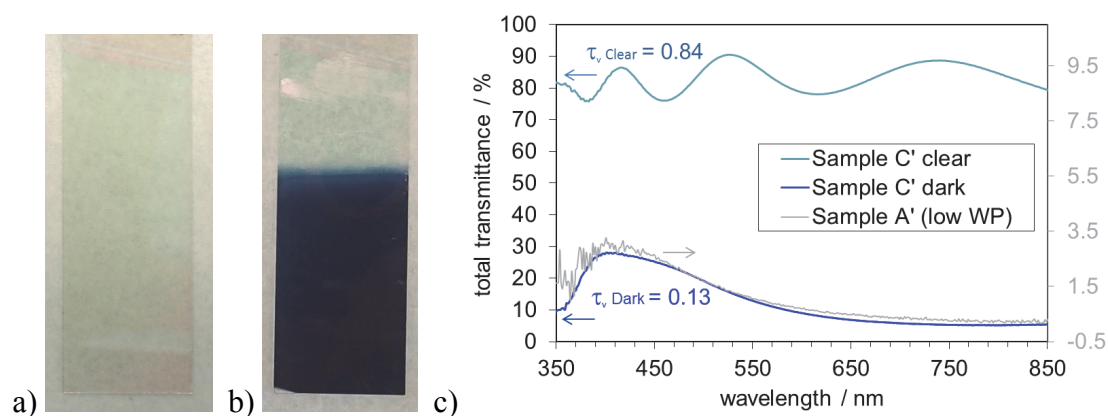 a)
b)
c)
total transmittance / %
100
90
80
70
60
50
40
30
20
10
0
τv Clear = 0.84
τv Dark = 0.13
Sample C' clear
Sample C' dark
Sample A' (low WP)
9.5
7.5
5.5
3.5
1.5
-0.5
350
450
550
650
750
850
wavelength / nm